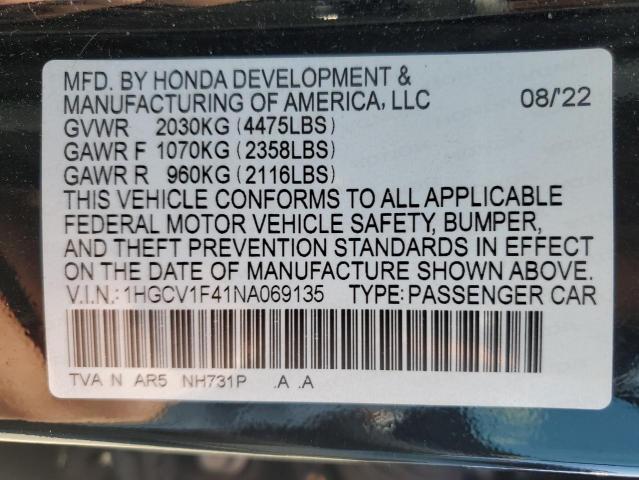 MFD. BY HONDA DEVELOPMENT &
MANUFACTURING OF AMERICA, LLC 08/'22
GVWR 2030KG (4475LBS)
GAWR F 1070KG (2358LBS)
GAWR R 960KG (2116LBS)
THIS VEHICLE CONFORMS TO ALL APPLICABLE
FEDERAL MOTOR VEHICLE SAFETY, BUMPER,
AND THEFT PREVENTION STANDARDS IN EFFECT
ON THE DATE OF MANUFACTURE SHOWN ABOVE.
V.I.N.: 1HGCV1F41NA069135 TYPE: PASSENGER CAR
TVA N AR5 NH731P .A .A